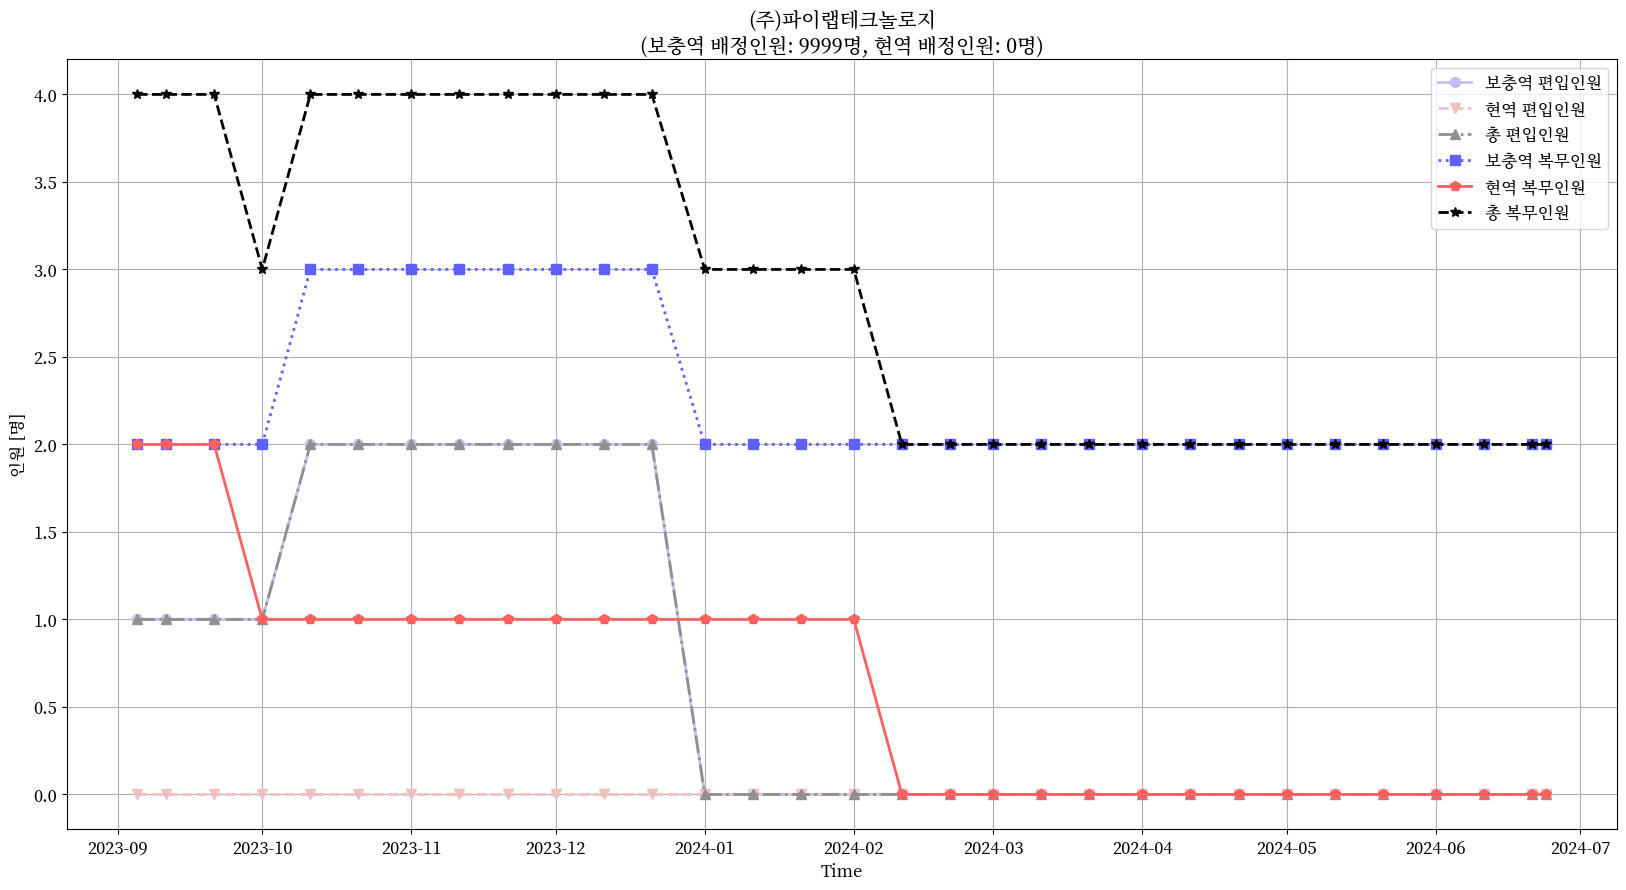 (주)파이랩테크놀로지
(보충역 배정인원: 9999명, 현역 배정인원: 0명)
보충역 편입인원
현역 편입인원
총 편입인원
보충역 복무인원
현역 복무인원
총 복무인원
인원 [명]
4.0
3.5
3.0
2.5
2.0
1.5
1.0
0.5
0.0
2023-09 2023-10 2023-11 2023-12 2024-01 2024-02 2024-03 2024-04 2024-05 2024-06 2024-07
Time